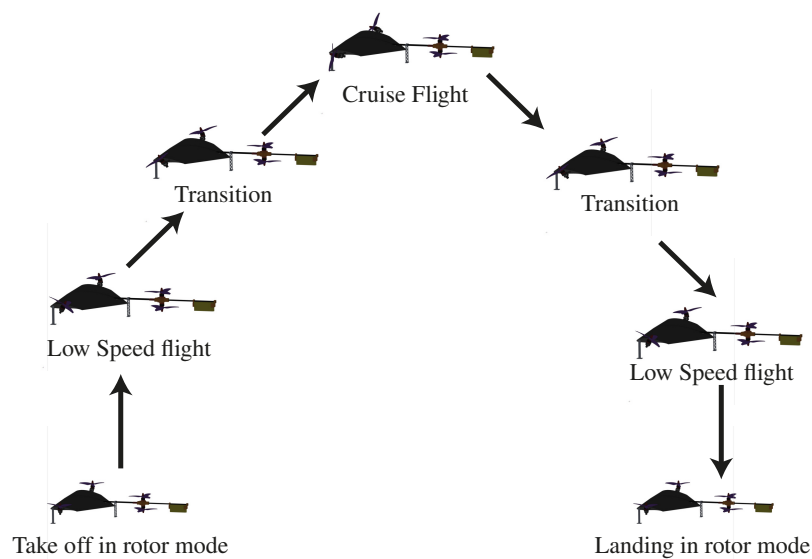 Cruise Flight
Transition
Transition
Low Speed flight
Low Speed flight
Take off in rotor mode
Landing in rotor mode